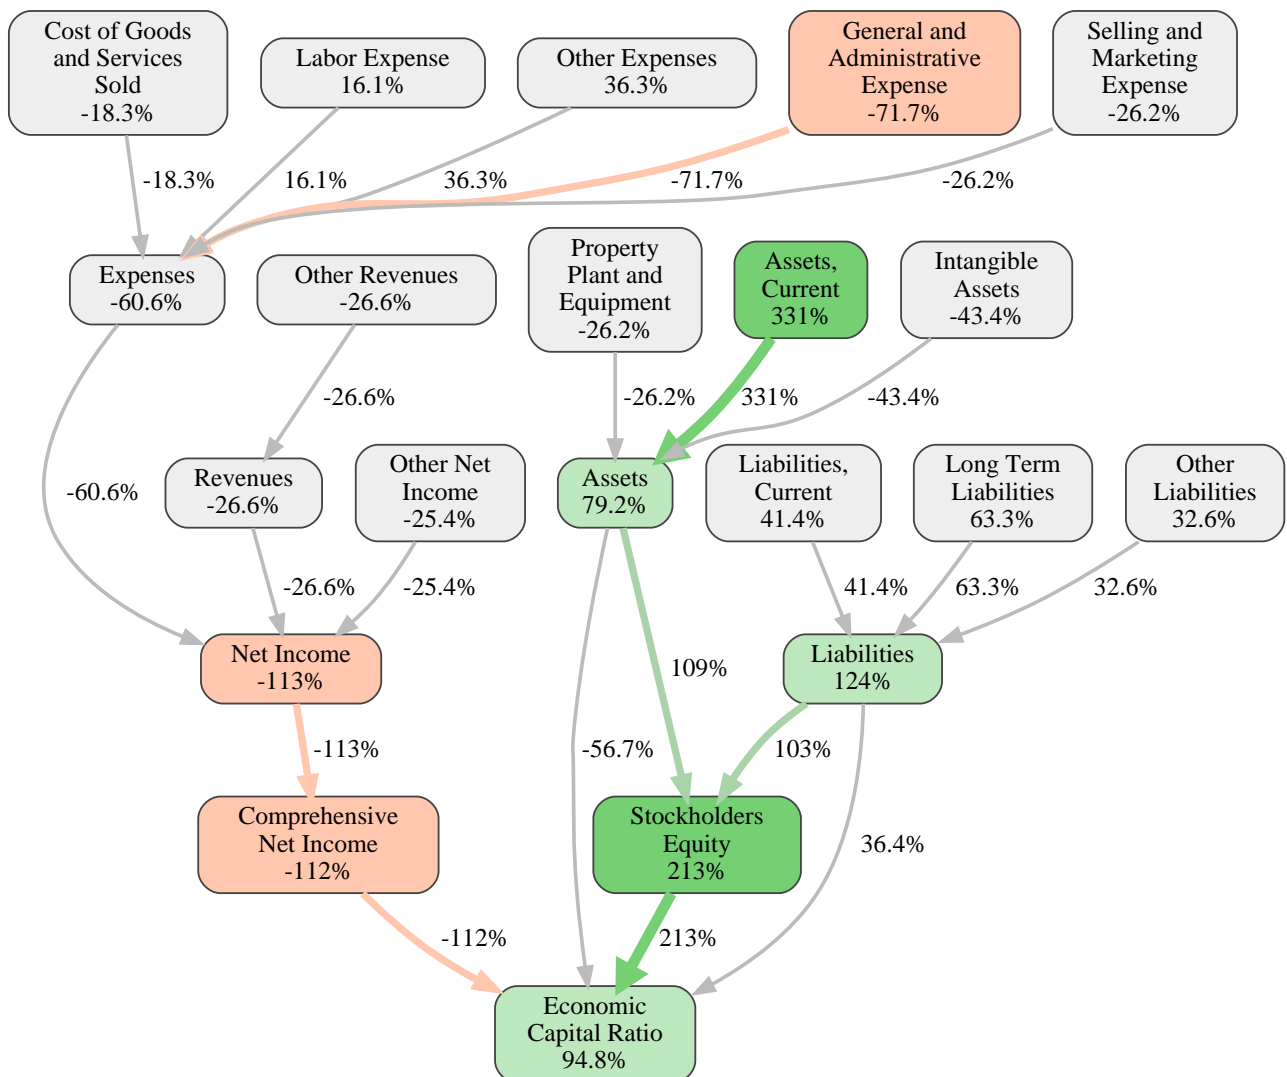 Cost of Goods
and Services
Sold
-18.3%
Labor Expense
16.1%
Other Expenses
36.3%
General and
Administrative
Expense
-71.7%
Selling and
Marketing
Expense
-26.2%
-18.3%
16.1%
36.3%
-71.7%
-26.2%
Expenses
-60.6%
Other Revenues
-26.6%
Property
Plant and
Equipment
-26.2%
Assets,
Current
331%
Intangible
Assets
-43.4%
-26.6%
-26.2%
331%
-43.4%
-60.6%
Revenues
-26.6%
Other Net
Income
-25.4%
Assets
79.2%
Liabilities,
Current
41.4%
Long Term
Liabilities
63.3%
Other
Liabilities
32.6%
-26.6%
-25.4%
41.4%
63.3%
32.6%
Net Income
-113%
109%
Liabilities
124%
-113%
-56.7%
103%
Comprehensive
Net Income
-112%
Stockholders
Equity
213%
36.4%
-112%
213%
Economic
Capital Ratio
94.8%